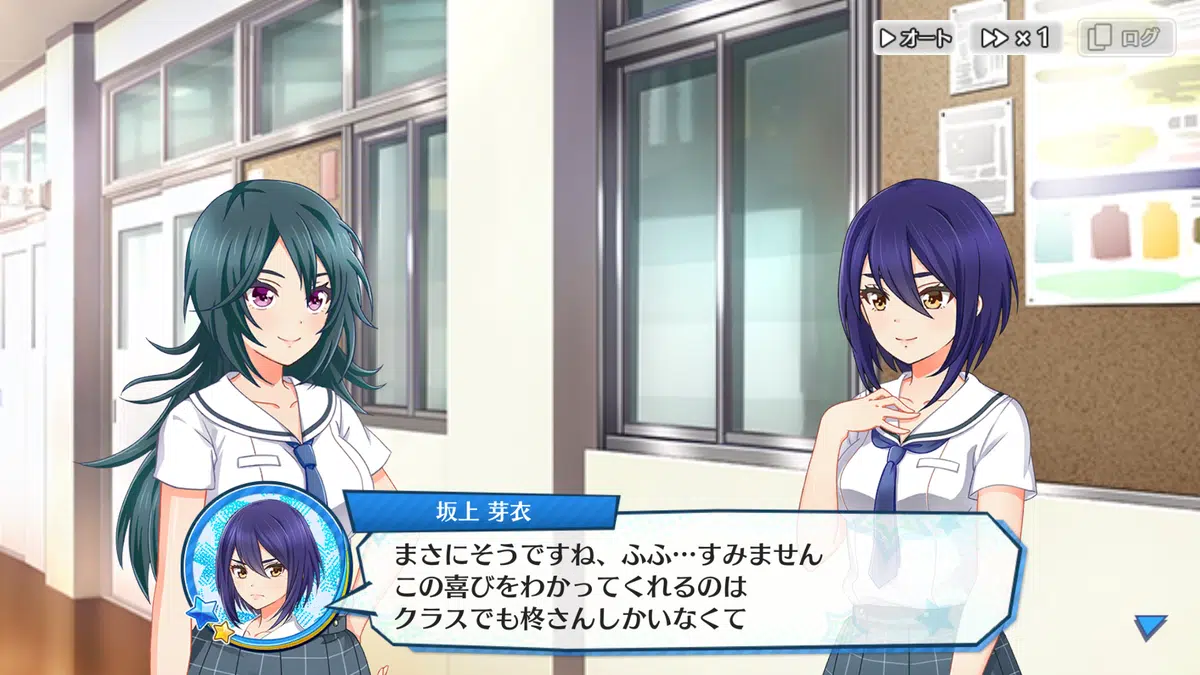 オート
× 1
ログ
坂上 芽衣
まさにそうですね、ふふ…すみません
この喜びをわかってくれるのは
クラスでも柊さんしかいなくて